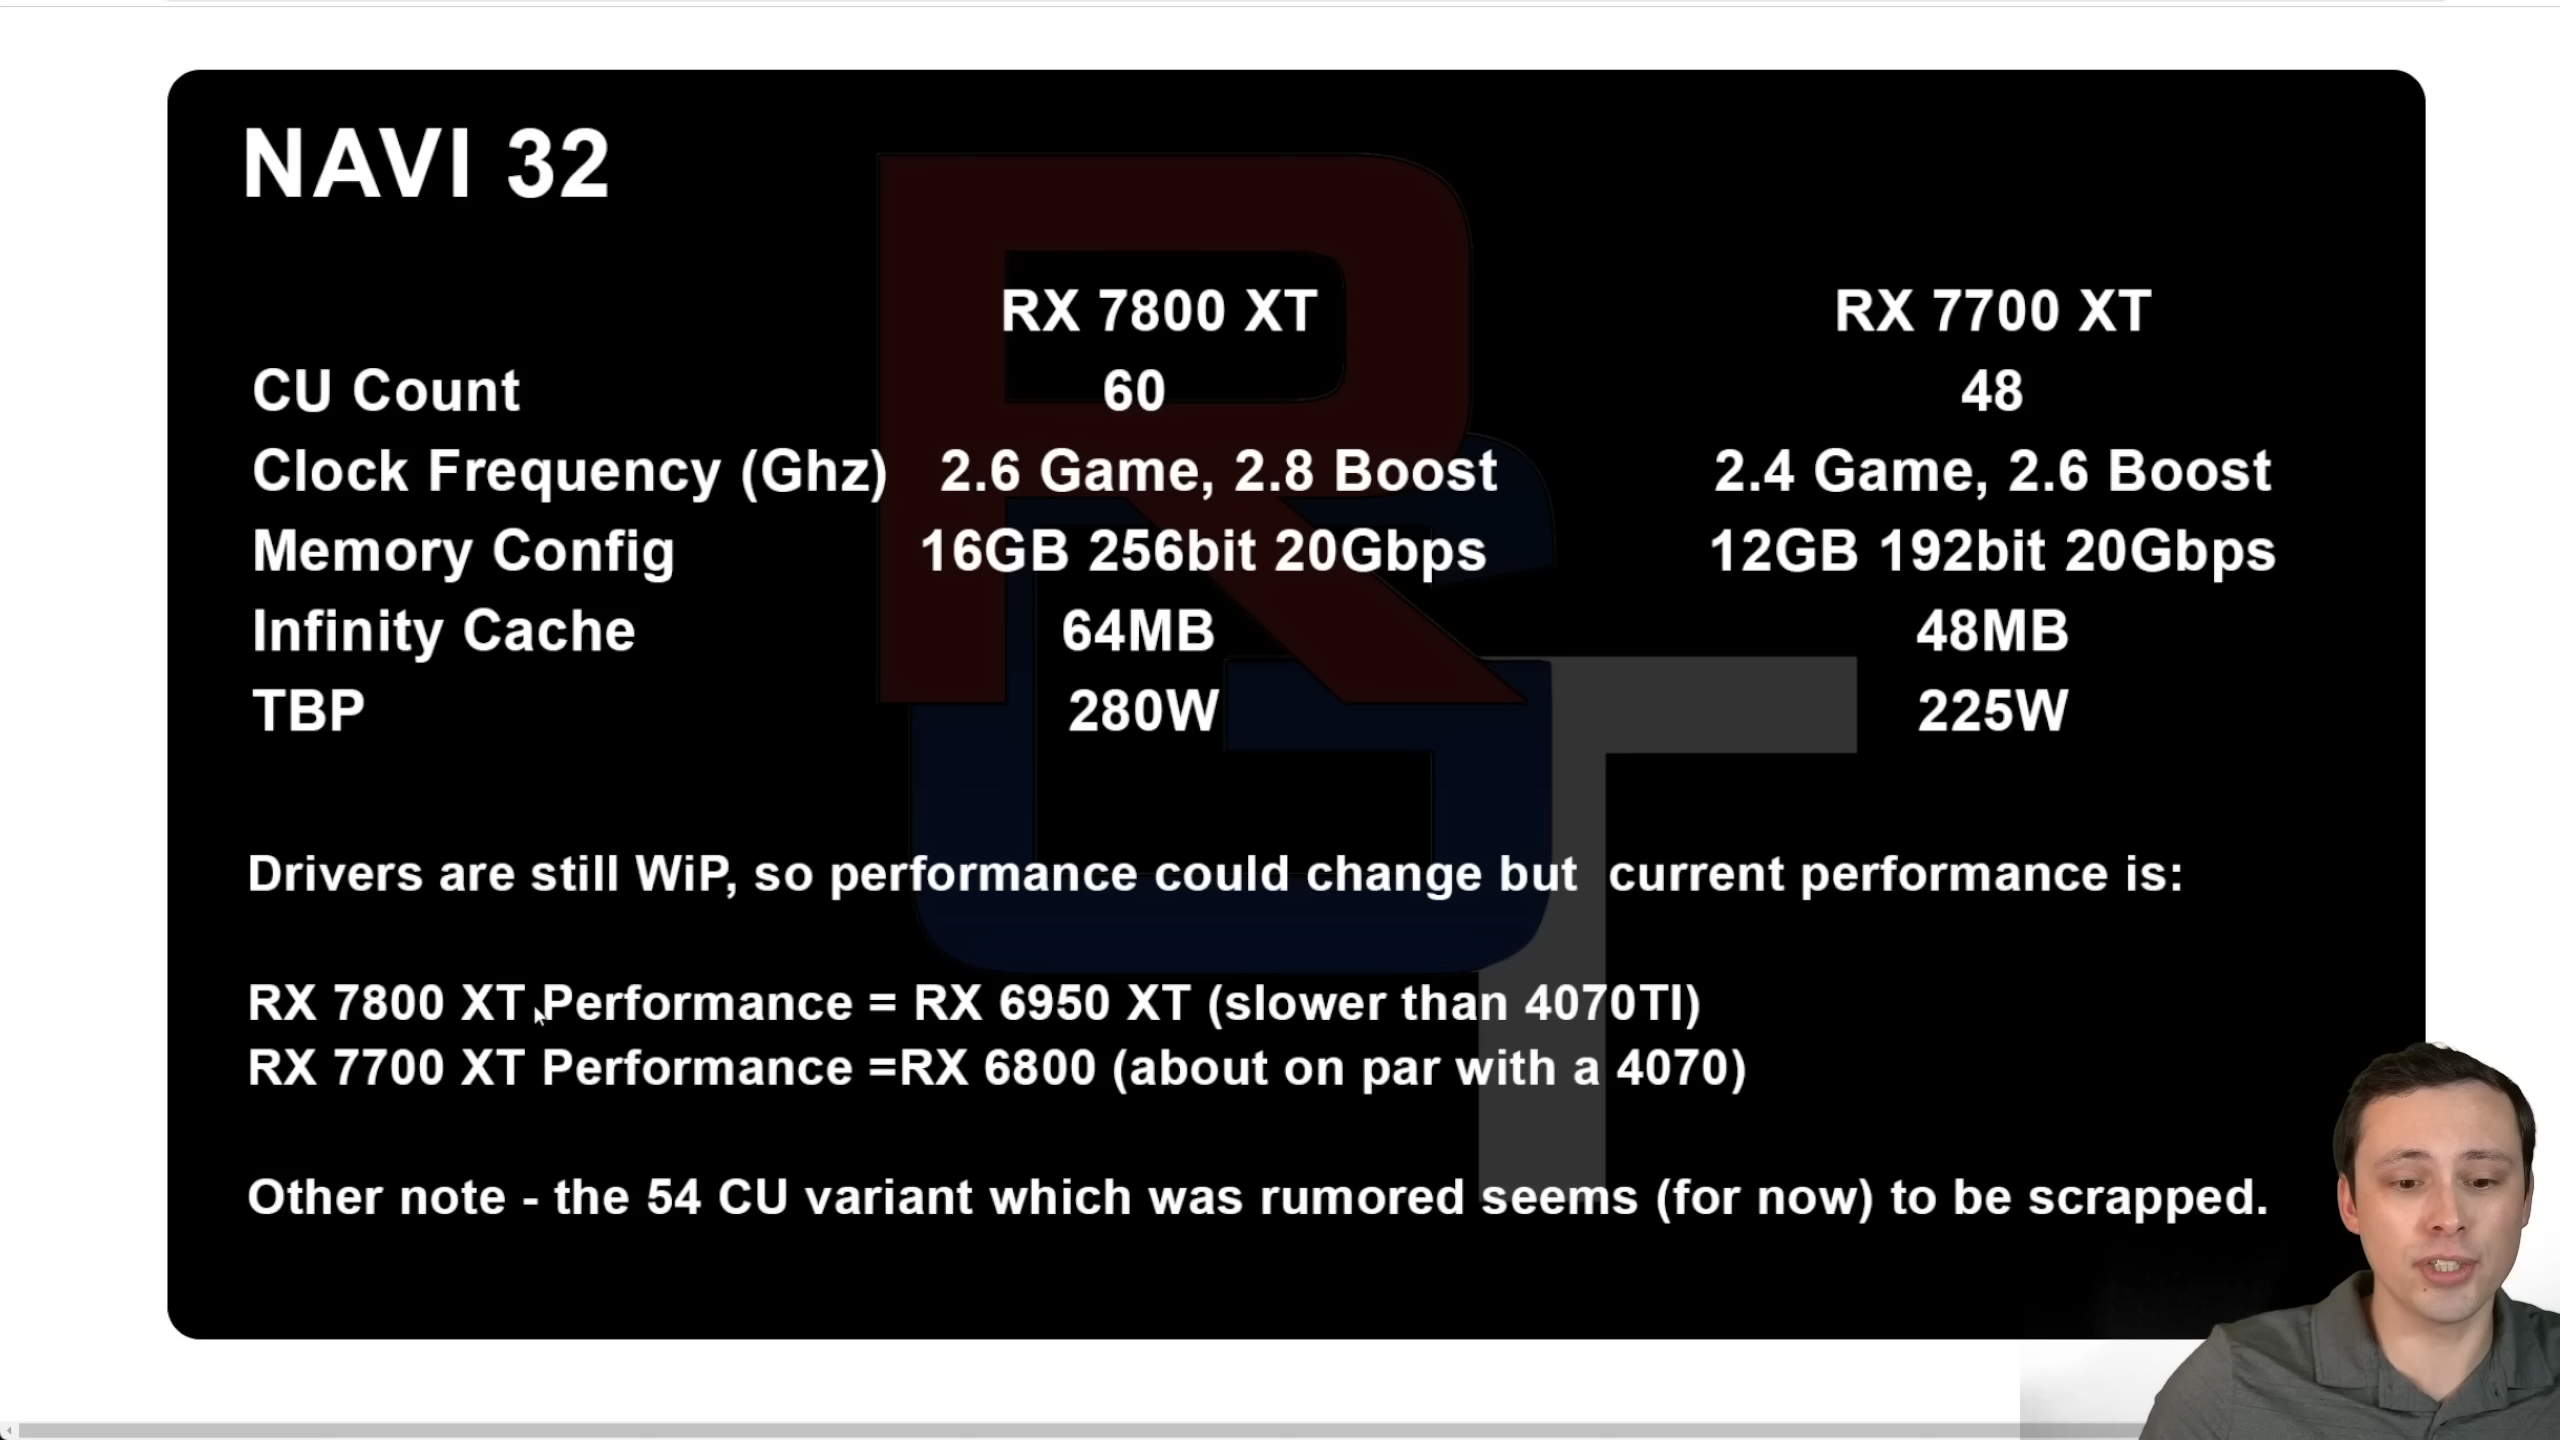 NAVI 32
RX 7800 XT RX 7700 XT
CU Count 60 48
Clock Frequency (Ghz) 2.6 Game, 2.8 Boost 2.4 Game, 2.6 Boost
Memory Config 16GB 256bit 20Gbps 12GB 192bit 20Gbps
Infinity Cache 64MB 48MB
TBP 280W 225W
Drivers are still WiP, so performance could change but current performance is:
RX 7800 XT Performance = RX 6950 XT (slower than 4070TI)
RX 7700 XT Performance =RX 6800 (about on par with a 4070)
Other note - the 54 CU variant which was rumored seems (for now) to be scrapped.
RGT